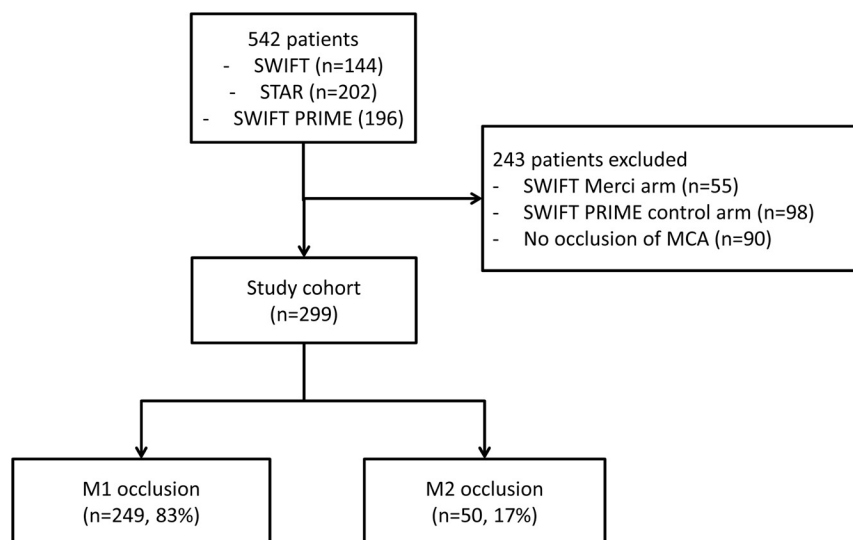 542 patients
- SWIFT (n=144)
- STAR (n=202)
- SWIFT PRIME (196)
243 patients excluded
- SWIFT Merci arm (n=55)
- SWIFT PRIME control arm (n=98)
- No occlusion of MCA (n=90)
Study cohort
(n=299)
M1 occlusion
(n=249, 83%)
M2 occlusion
(n=50, 17%)